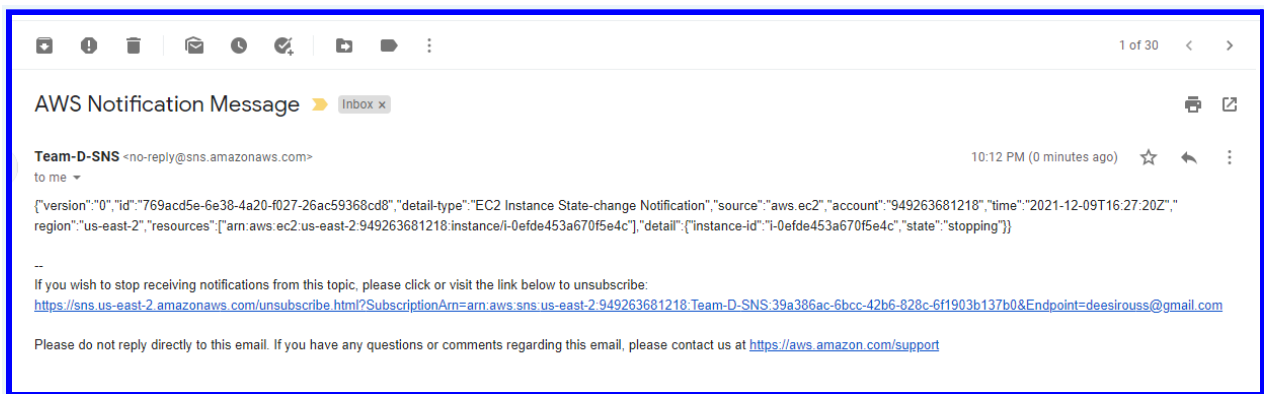 1 of 30
AWS Notification Message Inbox x
Team-D-SNS <no-reply@sns.amazonaws.com> 10:12 PM (0 minutes ago)
to me
{"version":"0","id":"769acd5e-6e38-4a20-f027-26ac59368cd8","detail-type":"EC2 Instance State-change Notification","source":"aws.ec2","account":"949263681218","time":"2021-12-09T16:27:20Z","
region":"us-east-2","resources":["arn:aws:ec2:us-east-2:949263681218:instance/i-0efde453a670f5e4c"],"detail":{"instance-id":"i-0efde453a670f5e4c","state":"stopping"}}
--
If you wish to stop receiving notifications from this topic, please click or visit the link below to unsubscribe:
https://sns.us-east-2.amazonaws.com/unsubscribe.html?SubscriptionArn=arn:aws:sns:us-east-2:949263681218:Team-D-SNS:39a386ac-6bcc-42b6-828c-6f1903b137b0&Endpoint=deesirouss@gmail.com
Please do not reply directly to this email. If you have any questions or comments regarding this email, please contact us at https://aws.amazon.com/support